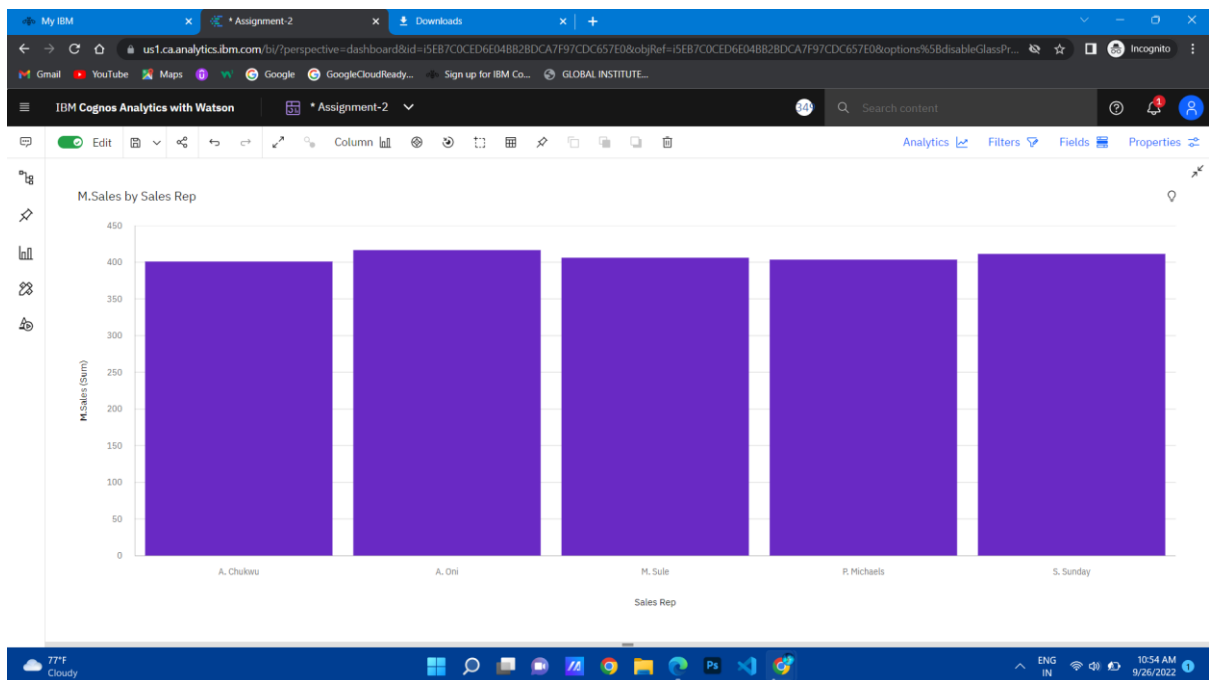 My IBM
* Assignment-2
Downloads
us1.ca.analytics.ibm.com/bi/?perspective=dashboard&id=i5EB7C0CED6E04BB2BDCA7F97CDC657E0&objRef=i5EB7C0CED6E04BB2BDCA7F97CDC657E0&options%5BdisableGlassPr...
Incognito
Gmail YouTube Maps Google GoogleCloudReady... Sign up for IBM Co... GLOBAL INSTITUTE...
IBM Cognos Analytics with Watson * Assignment-2 Search content 1
Edit Column Analytics Filters Fields Properties
M.Sales by Sales Rep
450
400
350
300
250
200
150
100
50
0
M.Sales (Sum)
A. Chukwu A. Oni M. Sule P. Michaels S. Sunday
Sales Rep
77°F
Cloudy
Ps
ENG
IN
10:54 AM
9/26/2022
1